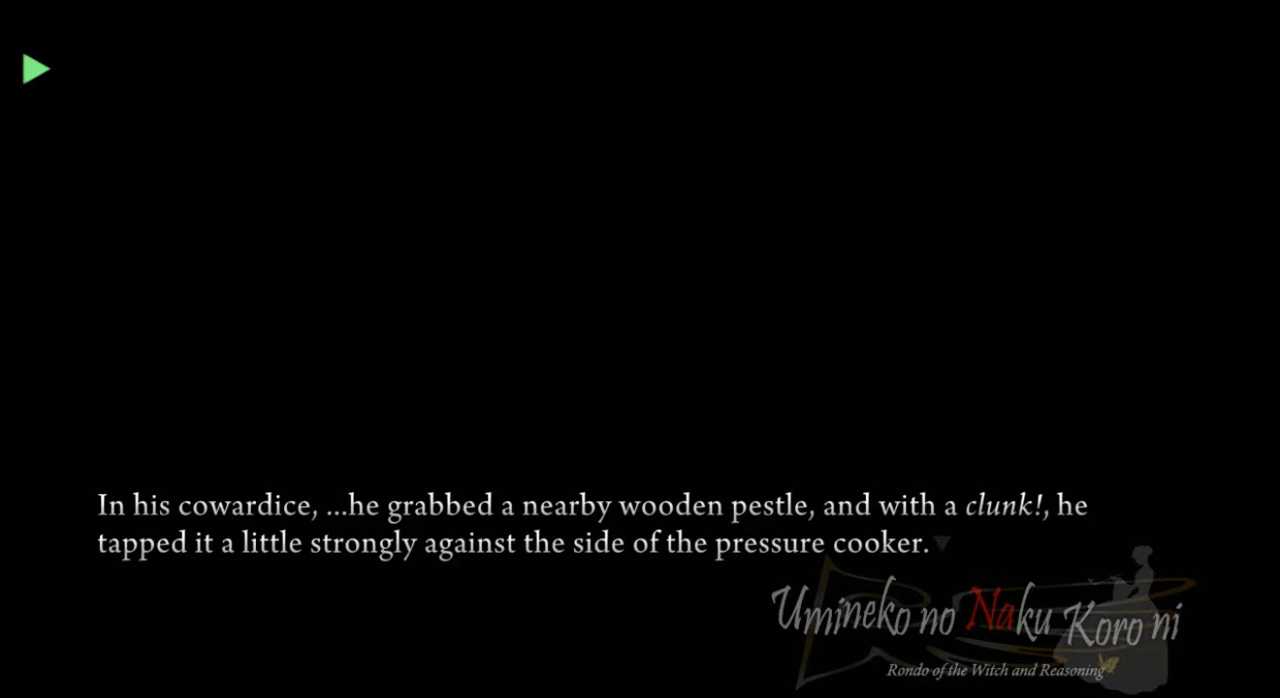 In his cowardice, ...he grabbed a nearby wooden pestle, and with a clunk!, he
tapped it a little strongly against the side of the pressure cooker.
Umineko no Naku Koro ni
Rondo of the Witch and Reasoning